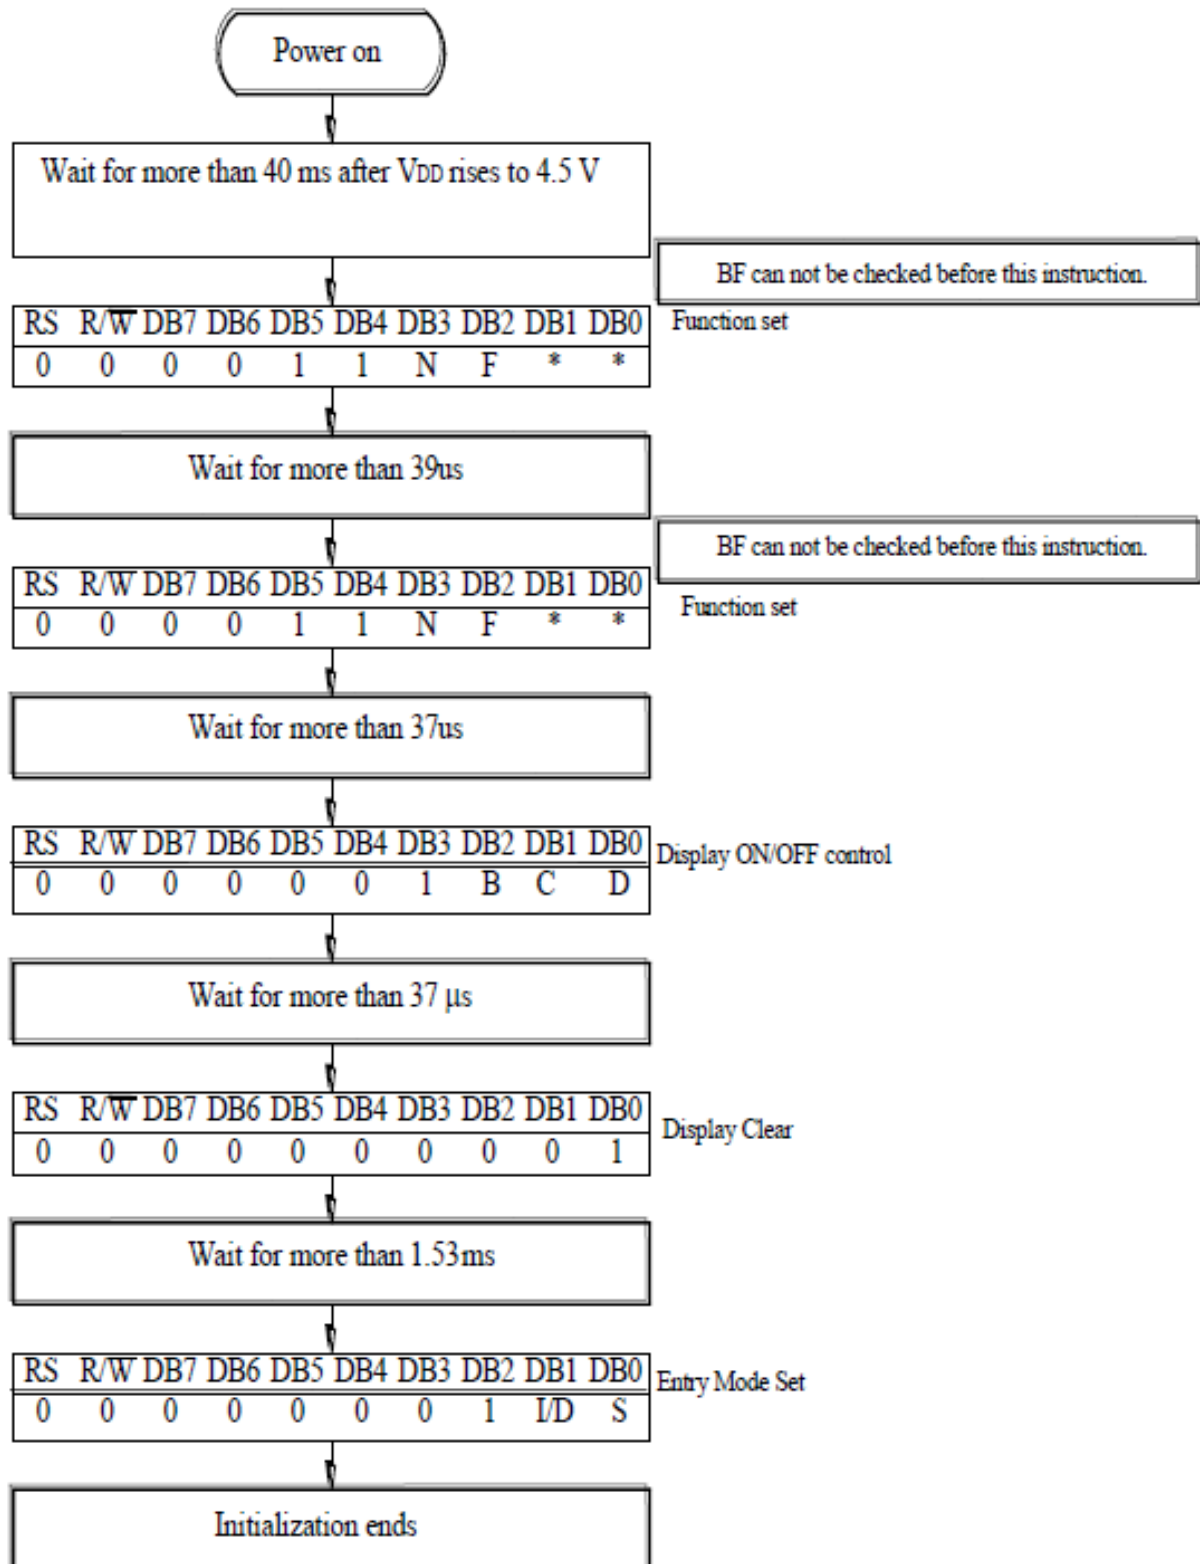 Power on
Wait for more than 40 ms after VDD rises to 4.5 V
BF can not be checked before this instruction.
RS R/W̅ DB7 DB6 DB5 DB4 DB3 DB2 DB1 DB0
Function set
0 0 0 0 1 1 N F * *
Wait for more than 39us
BF can not be checked before this instruction.
RS R/W̅ DB7 DB6 DB5 DB4 DB3 DB2 DB1 DB0
Function set
0 0 0 0 1 1 N F * *
Wait for more than 37us
RS R/W̅ DB7 DB6 DB5 DB4 DB3 DB2 DB1 DB0
Display ON/OFF control
0 0 0 0 0 0 1 B C D
Wait for more than 37 μs
RS R/W̅ DB7 DB6 DB5 DB4 DB3 DB2 DB1 DB0
Display Clear
0 0 0 0 0 0 0 0 0 1
Wait for more than 1.53ms
RS R/W̅ DB7 DB6 DB5 DB4 DB3 DB2 DB1 DB0
Entry Mode Set
0 0 0 0 0 0 0 1 I/D S
Initialization ends